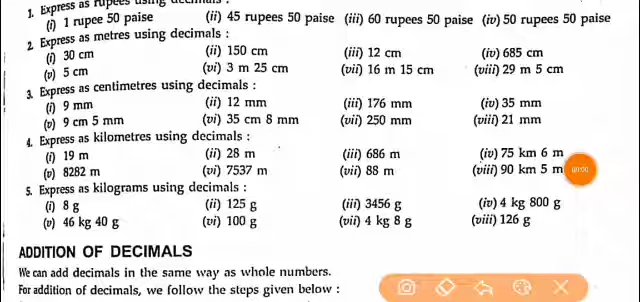 1. Express as rupees using decimals :
(i) 1 rupee 50 paise (ii) 45 rupees 50 paise (iii) 60 rupees 50 paise (iv) 50 rupees 50 paise
2. Express as metres using decimals :
(i) 30 cm (ii) 150 cm (iii) 12 cm (iv) 685 cm
(v) 5 cm (vi) 3 m 25 cm (vii) 16 m 15 cm (viii) 29 m 5 cm
3. Express as centimetres using decimals :
(i) 9 mm (ii) 12 mm (iii) 176 mm (iv) 35 mm
(v) 9 cm 5 mm (vi) 35 cm 8 mm (vii) 250 mm (viii) 21 mm
4. Express as kilometres using decimals :
(i) 19 m (ii) 28 m (iii) 686 m (iv) 75 km 6 m
(v) 8282 m (vi) 7537 m (vii) 88 m (viii) 90 km 5 m
5. Express as kilograms using decimals :
(i) 8 g (ii) 125 g (iii) 3456 g (iv) 4 kg 800 g
(v) 46 kg 40 g (vi) 100 g (vii) 4 kg 8 g (viii) 126 g
ADDITION OF DECIMALS
We can add decimals in the same way as whole numbers.
For addition of decimals, we follow the steps given below :